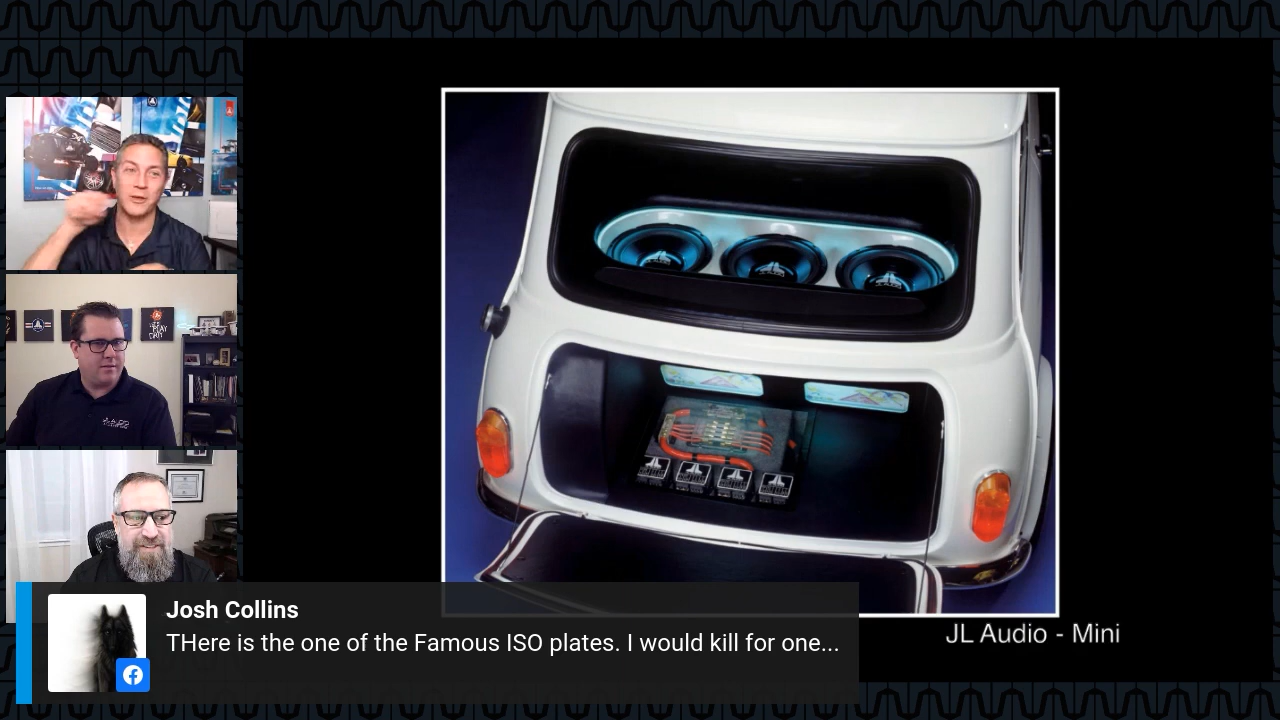 Josh Collins
THere is the one of the Famous ISO plates. I would kill for one...
JL Audio - Mini